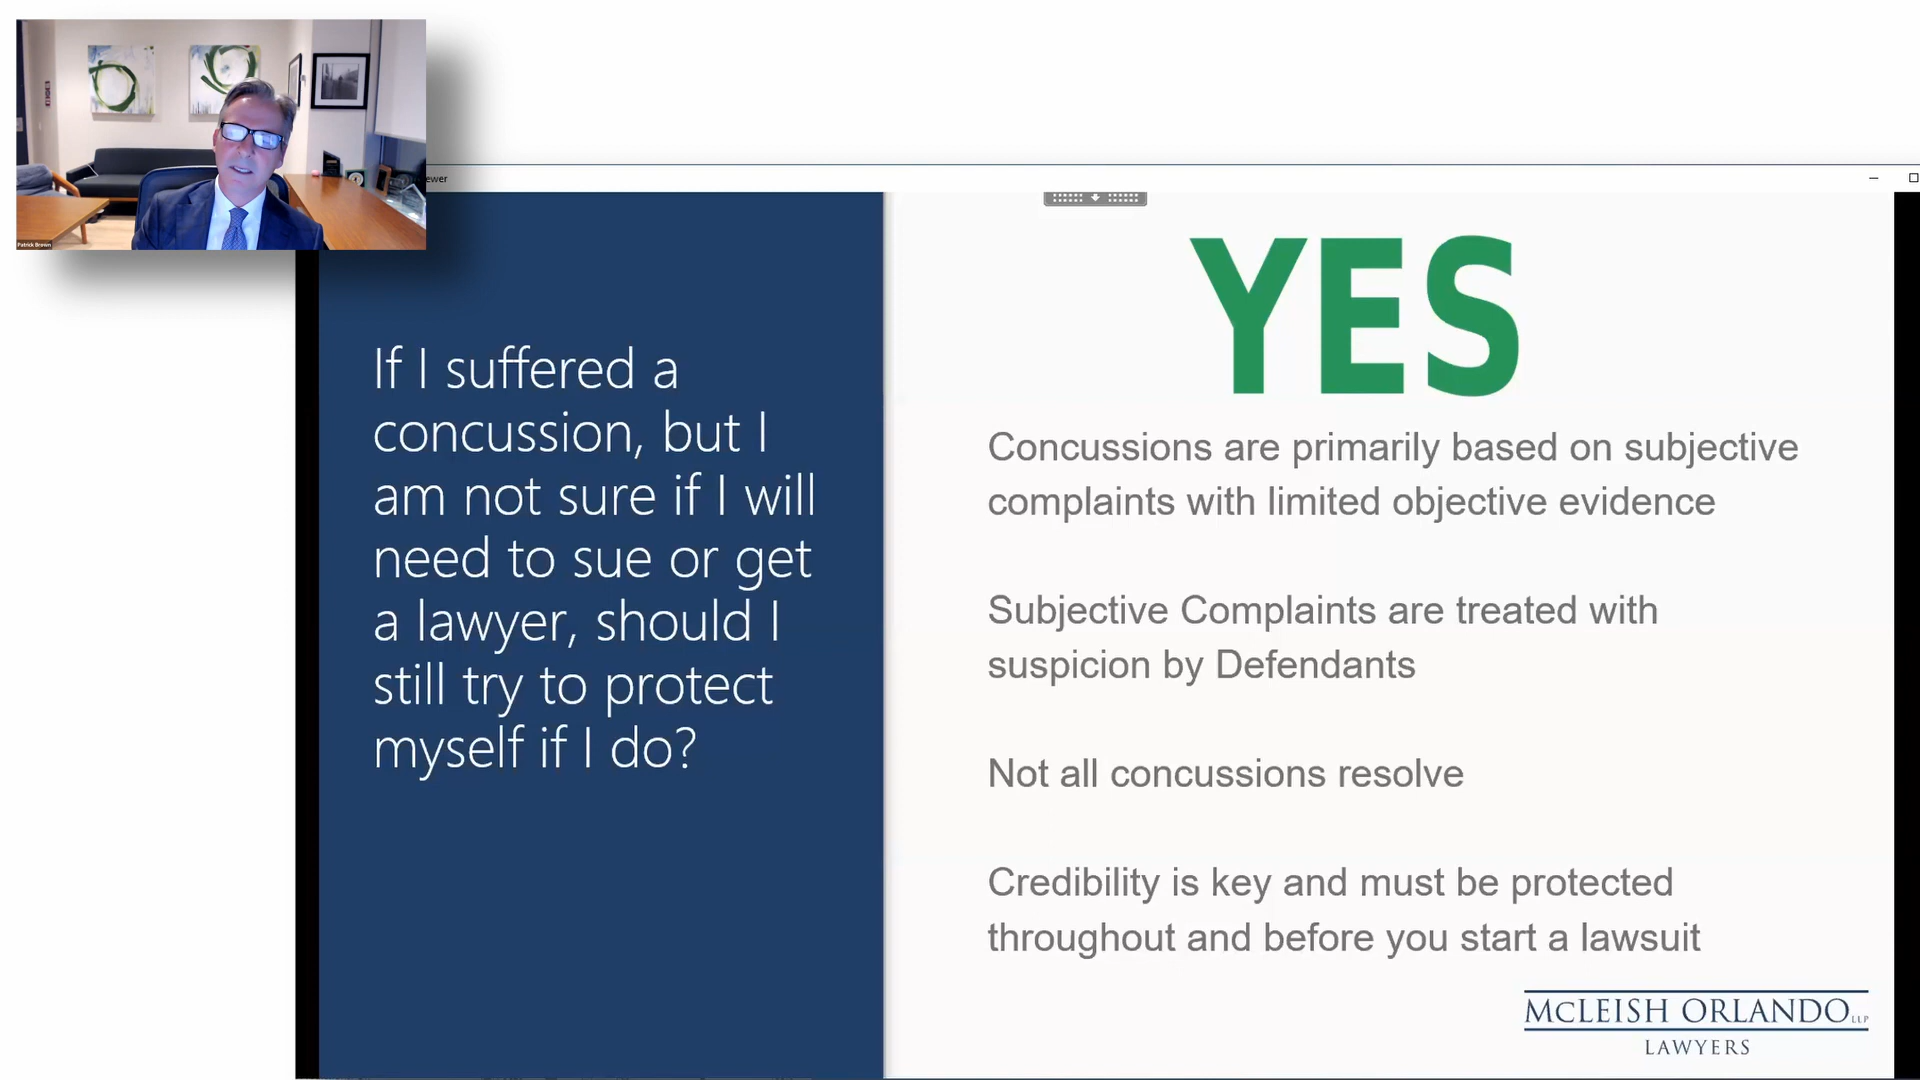 Patrick Brown
ewer
If I suffered a
concussion, but I
am not sure if I will
need to sue or get
a lawyer, should I
still try to protect
myself if I do?
YES
Concussions are primarily based on subjective
complaints with limited objective evidence
Subjective Complaints are treated with
suspicion by Defendants
Not all concussions resolve
Credibility is key and must be protected
throughout and before you start a lawsuit
MCLEISH ORLANDO LLP
LAWYERS